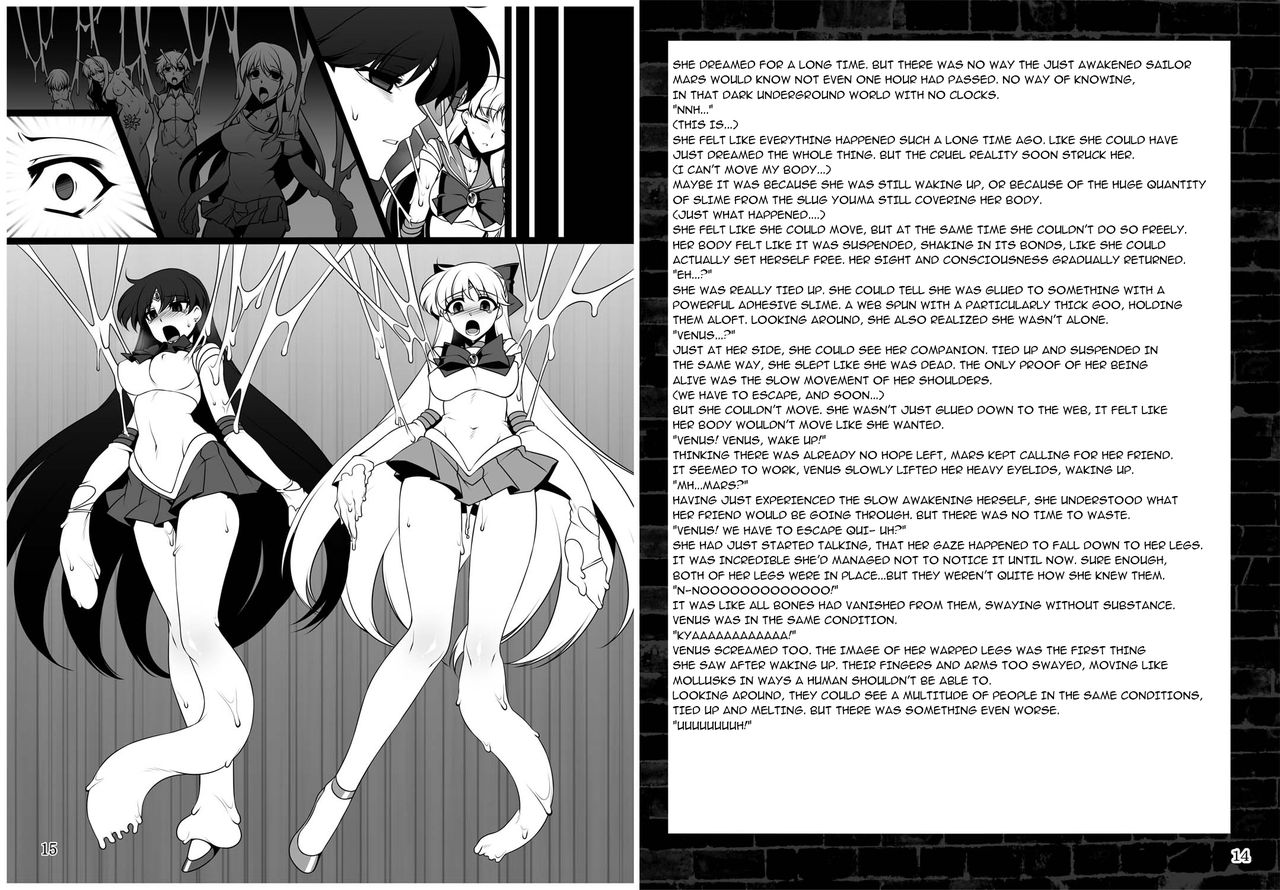 SHE DREAMED FOR A LONG TIME. BUT THERE WAS NO WAY THE JUST AWAKENED SAILOR
MARS WOULD KNOW NOT EVEN ONE HOUR HAD PASSED. NO WAY OF KNOWING,
IN THAT DARK UNDERGROUND WORLD WITH NO CLOCKS.
"NNH..."
(THIS IS...)
SHE FELT LIKE EVERYTHING HAPPENED SUCH A LONG TIME AGO. LIKE SHE COULD HAVE
JUST DREAMED THE WHOLE THING. BUT THE CRUEL REALITY SOON STRUCK HER.
(I CAN'T MOVE MY BODY...)
MAYBE IT WAS BECAUSE SHE WAS STILL WAKING UP, OR BECAUSE OF THE HUGE QUANTITY
OF SLIME FROM THE SLUG YOUMA STILL COVERING HER BODY.
(JUST WHAT HAPPENED....)
SHE FELT LIKE SHE COULD MOVE, BUT AT THE SAME TIME SHE COULDN'T DO SO FREELY.
HER BODY FELT LIKE IT WAS SUSPENDED, SHAKING IN ITS BONDS, LIKE SHE COULD
ACTUALLY SET HERSELF FREE. HER SIGHT AND CONSCIOUSNESS GRADUALLY RETURNED.
"EH...?"
SHE WAS REALLY TIED UP. SHE COULD TELL SHE WAS GLUED TO SOMETHING WITH A
POWERFUL ADHESIVE SLIME. A WEB SPUN WITH A PARTICULARLY THICK GOO, HOLDING
THEM ALOFT. LOOKING AROUND, SHE ALSO REALIZED SHE WASN'T ALONE.
"VENUS...?"
JUST AT HER SIDE, SHE COULD SEE HER COMPANION. TIED UP AND SUSPENDED IN
THE SAME WAY, SHE SLEPT LIKE SHE WAS DEAD. THE ONLY PROOF OF HER BEING
ALIVE WAS THE SLOW MOVEMENT OF HER SHOULDERS.
(WE HAVE TO ESCAPE, AND SOON...)
BUT SHE COULDN'T MOVE. SHE WASN'T JUST GLUED DOWN TO THE WEB, IT FELT LIKE
HER BODY WOULDN'T MOVE LIKE SHE WANTED.
"VENUS! VENUS, WAKE UP!"
THINKING THERE WAS ALREADY NO HOPE LEFT, MARS KEPT CALLING FOR HER FRIEND.
IT SEEMED TO WORK, VENUS SLOWLY LIFTED HER HEAVY EYELIDS, WAKING UP.
"MH...MARS?"
HAVING JUST EXPERIENCED THE SLOW AWAKENING HERSELF, SHE UNDERSTOOD WHAT
HER FRIEND WOULD BE GOING THROUGH. BUT THERE WAS NO TIME TO WASTE.
"VENUS! WE HAVE TO ESCAPE QUI- UH?"
SHE HAD JUST STARTED TALKING, THAT HER GAZE HAPPENED TO FALL DOWN TO HER LEGS.
IT WAS INCREDIBLE SHE'D MANAGED NOT TO NOTICE IT UNTIL NOW. SURE ENOUGH,
BOTH OF HER LEGS WERE IN PLACE...BUT THEY WEREN'T QUITE HOW SHE KNEW THEM.
"N-NOOOOOOOOOOOOO!"
IT WAS LIKE ALL BONES HAD VANISHED FROM THEM, SWAYING WITHOUT SUBSTANCE.
VENUS WAS IN THE SAME CONDITION.
"KYAAAAAAAAAAAA!"
VENUS SCREAMED TOO. THE IMAGE OF HER WARPED LEGS WAS THE FIRST THING
SHE SAW AFTER WAKING UP. THEIR FINGERS AND ARMS TOO SWAYED, MOVING LIKE
MOLLUSKS IN WAYS A HUMAN SHOULDN'T BE ABLE TO.
LOOKING AROUND, THEY COULD SEE A MULTITUDE OF PEOPLE IN THE SAME CONDITIONS,
TIED UP AND MELTING. BUT THERE WAS SOMETHING EVEN WORSE.
"UUUUUUUUH!"
14
15